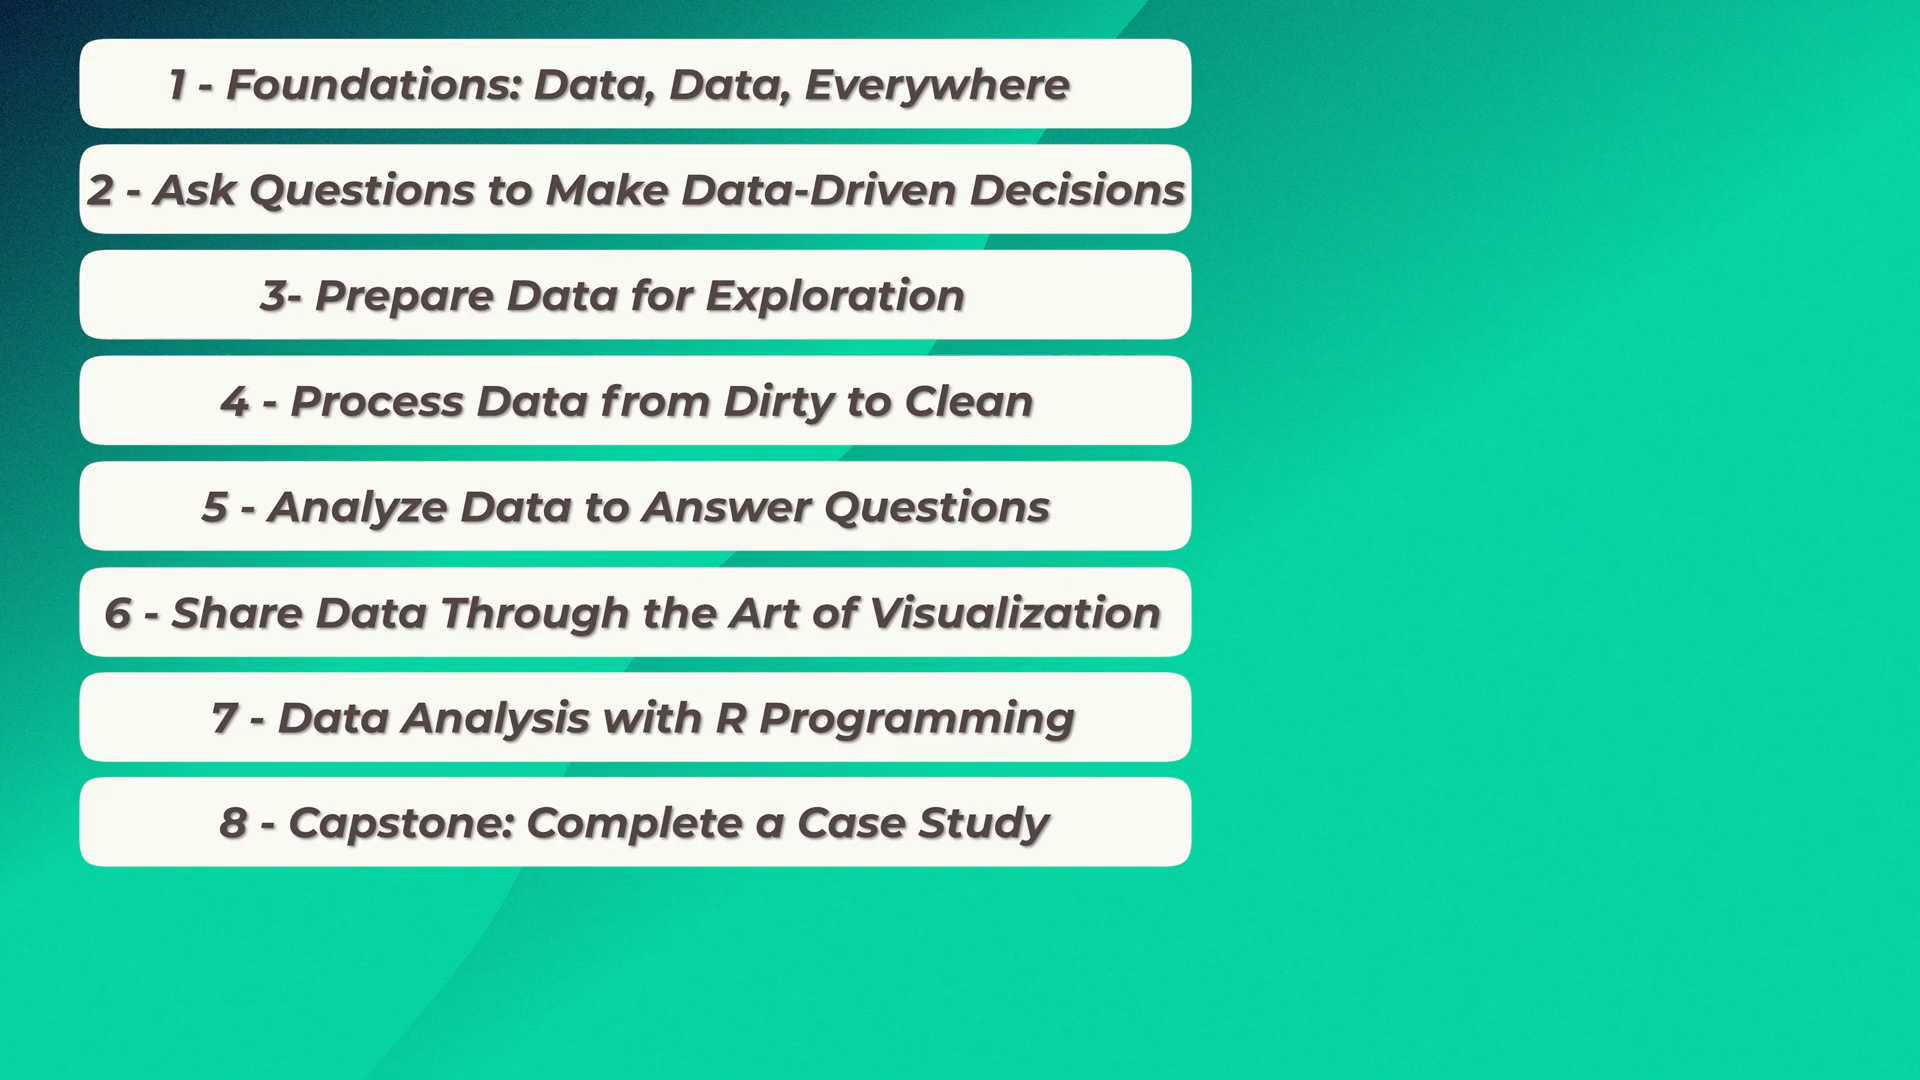 1 - Foundations: Data, Data, Everywhere
2 - Ask Questions to Make Data-Driven Decisions
3- Prepare Data for Exploration
4 - Process Data from Dirty to Clean
5 - Analyze Data to Answer Questions
6 - Share Data Through the Art of Visualization
7 - Data Analysis with R Programming
8 - Capstone: Complete a Case Study